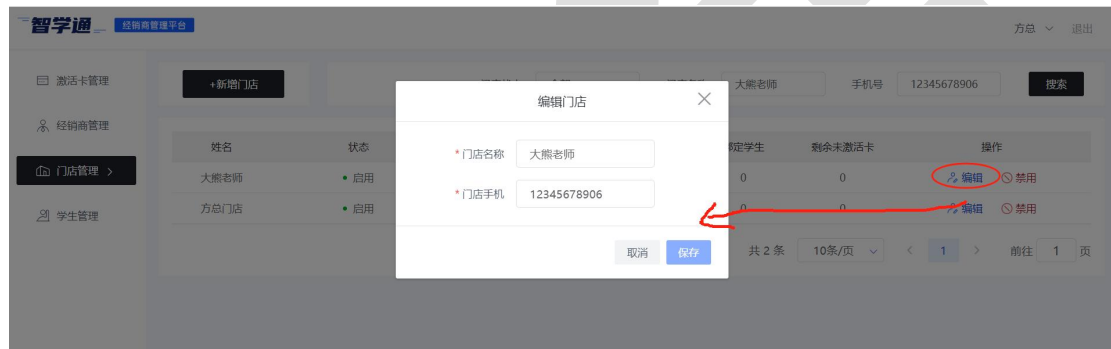 智学通
经销商管理平台
方总
退出
激活卡管理
+新增门店
大熊老师
手机号
12345678906
搜索
编辑门店
经销商管理
姓名
状态
绑定学生
剩余未激活卡
操作
*门店名称
大熊老师
门店管理
大熊老师
启用
0
0
编辑
禁用
*门店手机
12345678906
学生管理
方总门店
启用
0
0
编辑
禁用
取消
保存
共 2 条
10条/页
1
前往 1 页